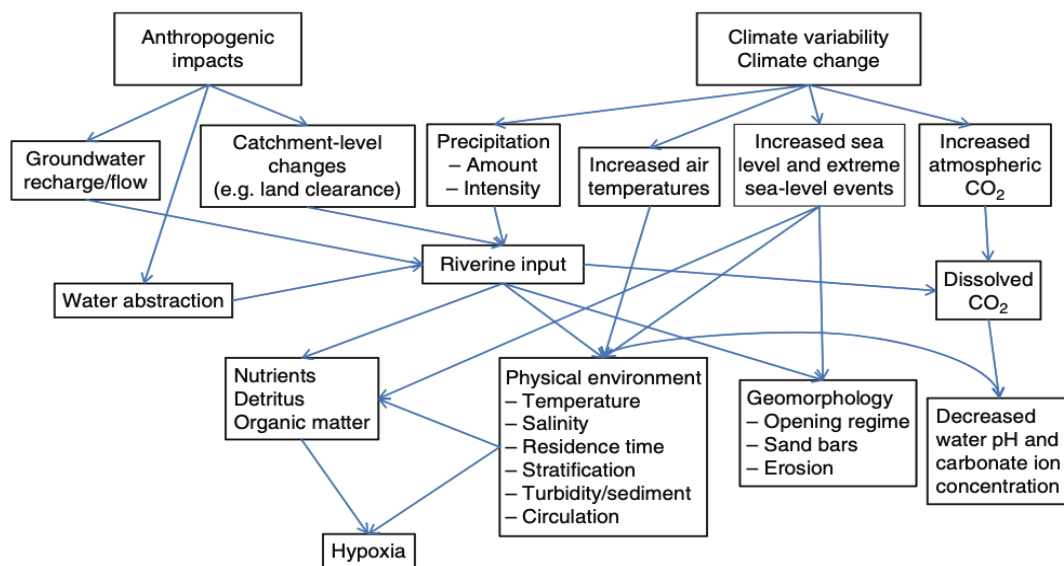 Anthropogenic
impacts
Climate variability
Climate change
Groundwater
recharge/flow
Catchment-level
changes
(e.g. land clearance)
Precipitation
– Amount
– Intensity
Increased air
temperatures
Increased sea
level and extreme
sea-level events
Increased
atmospheric
CO₂
Water abstraction
Riverine input
Dissolved
CO₂
Nutrients
Detritus
Organic matter
Physical environment
– Temperature
– Salinity
– Residence time
– Stratification
– Turbidity/sediment
– Circulation
Geomorphology
– Opening regime
– Sand bars
– Erosion
Decreased
water pH and
carbonate ion
concentration
Hypoxia